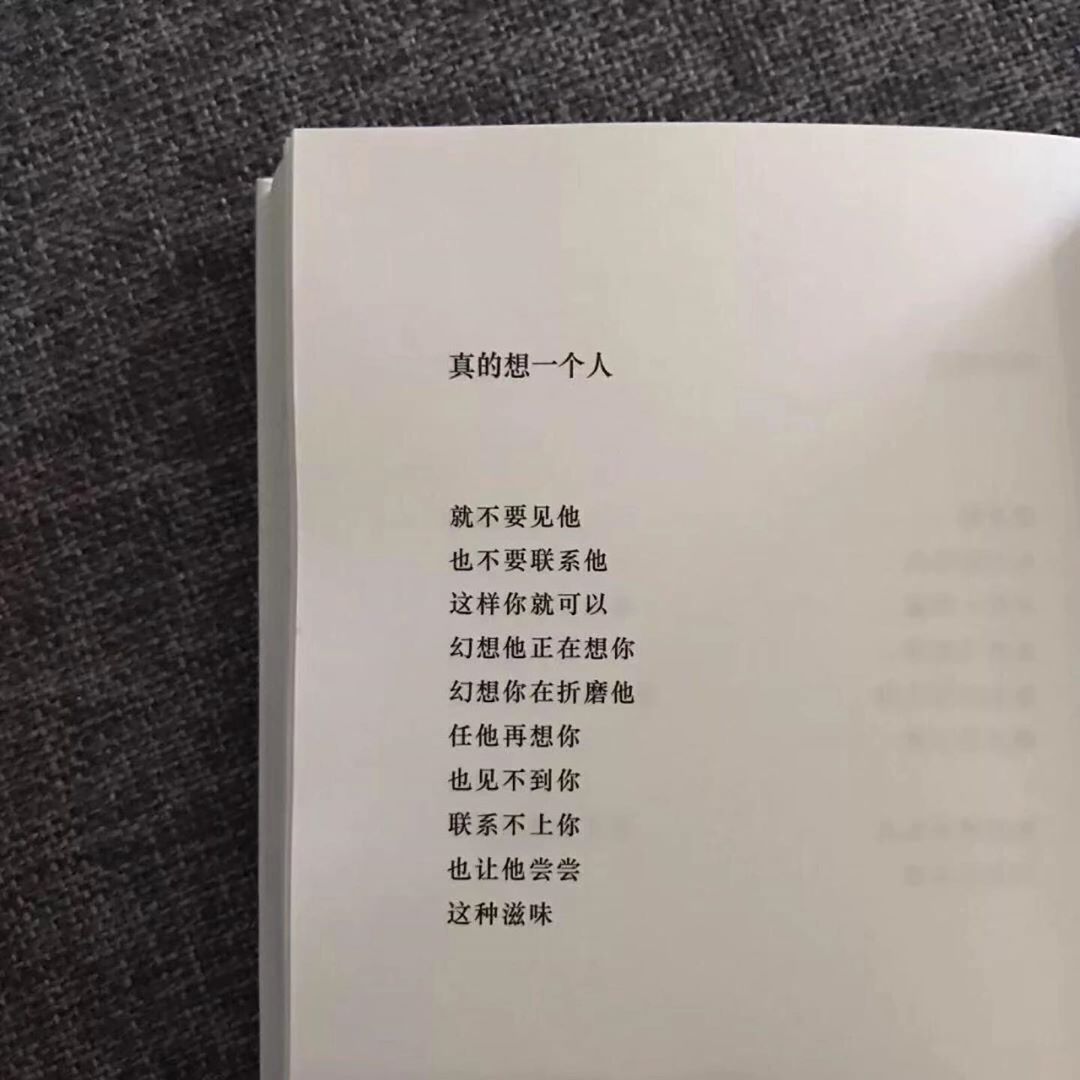 真的想一个人
就不要见他
也不要联系他
这样你就可以
幻想他正在想你
幻想你在折磨他
任他再想你
也见不到你
联系不上你
也让他尝尝
这种滋味